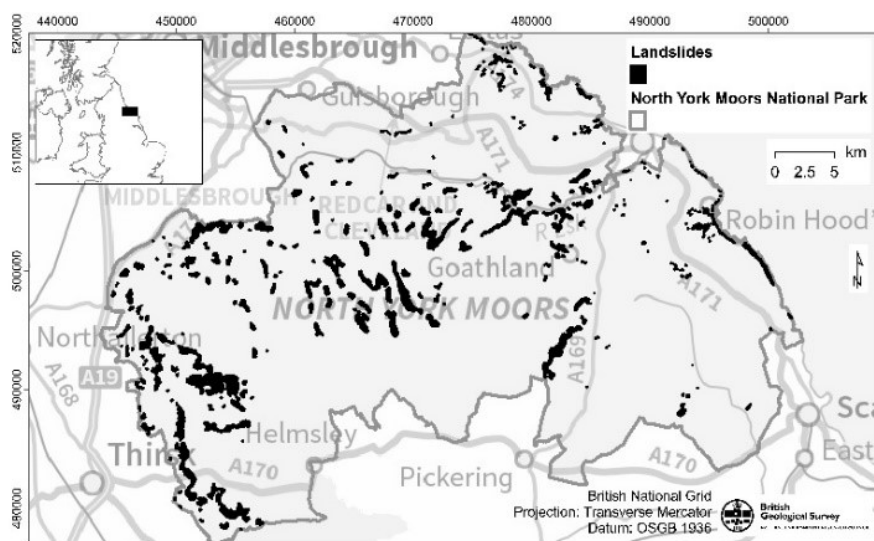 440000 450000 460000 470000 480000 490000 500000
520000
510000
500000
490000
480000
Middlesbrough
Guisborough
Landslides
North York Moors National Park
km
0 2.5 5
A171
MIDDLESBROUGH
REDCAR AND
CLEVELAND
Robin Hood'
Goathland
N
NORTH YORK MOORS
A171
Northallerton
A169
A19
A168
Helmsley
Sca
Thirsk
A170
Pickering
A170
East
British National Grid
Projection: Transverse Mercator
Datum: OSGB 1936
British
Geological Survey